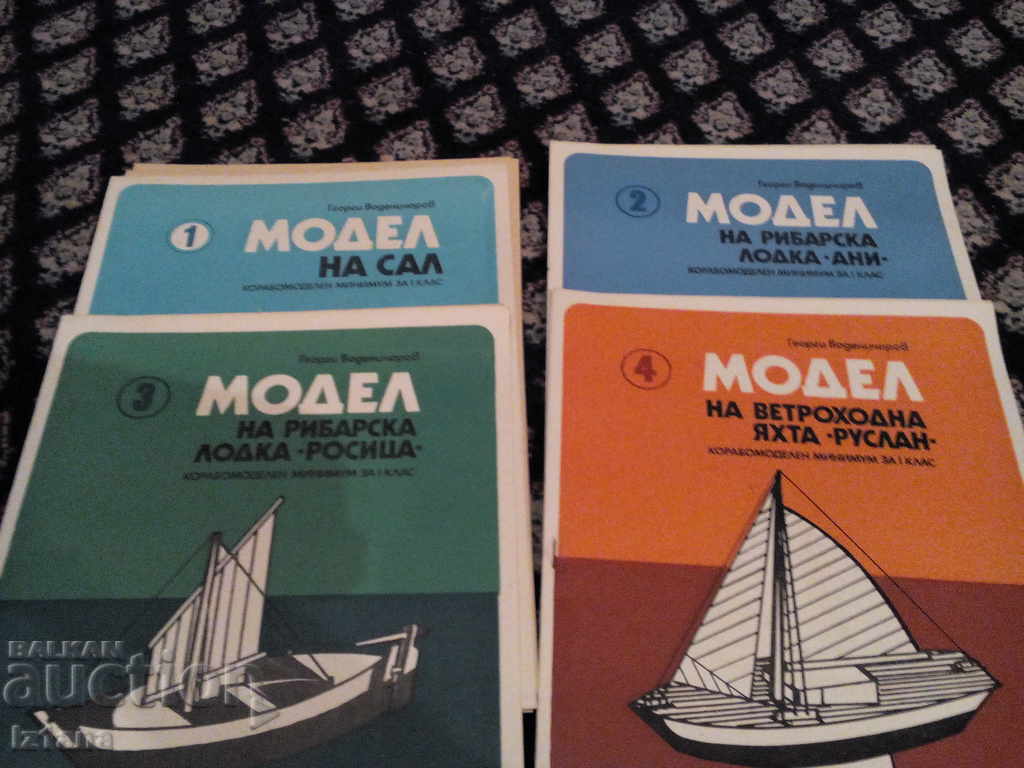 Георги Воденичаров
1
МОДЕЛ
НА САЛ
КОРАБОМОДЕЛЕН МИНИМУМ ЗА I КЛАС
Георги Воденичаров
2
МОДЕЛ
НА РИБАРСКА
ЛОДКА •ДНИ•
КОРАБОМОДЕЛЕН МИНИМУМ ЗА I КЛАС
Георги Воденичаров
3
МОДЕЛ
НА РИБАРСКА
ЛОДКА •РОСИЦА•
КОРАБОМОДЕЛЕН МИНИМУМ ЗА I КЛАС
Георги Воденичаров
4
МОДЕЛ
НА ВЕТРОХОДНА
ЯХТА •РУСЛАН•
КОРАБОМОДЕЛЕН МИНИМУМ ЗА I КЛАС
BALKAN
auction
Iztaria